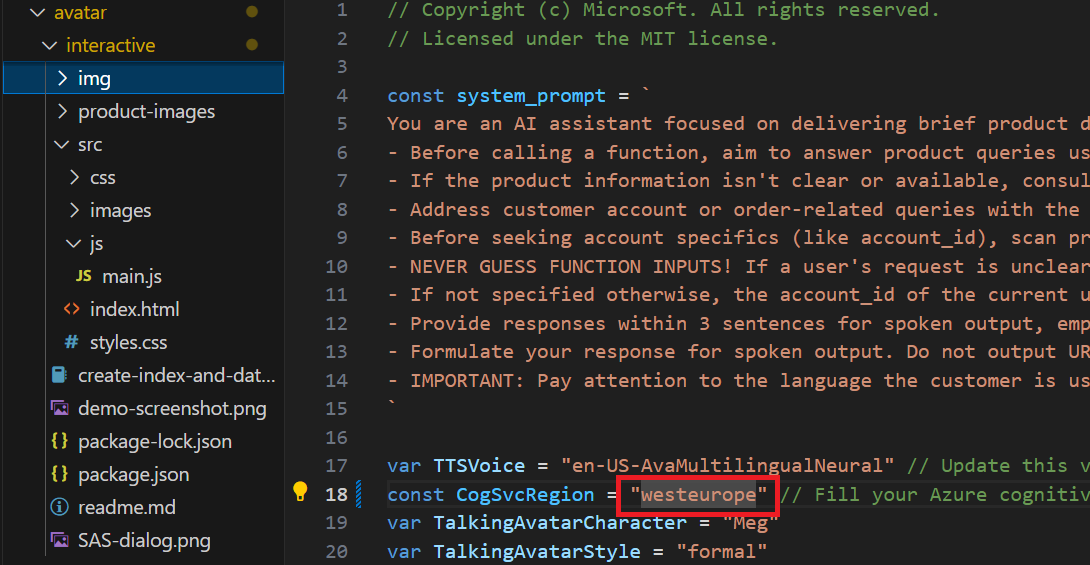 avatar
interactive
img
product-images
src
css
images
js
JS main.js
<> index.html
# styles.css
create-index-and-dat...
demo-screenshot.png
{} package-lock.json
{} package.json
readme.md
SAS-dialog.png
1 // Copyright (c) Microsoft. All rights reserved.
2 // Licensed under the MIT license.
3
4 const system_prompt = `
5 You are an AI assistant focused on delivering brief product d
6 - Before calling a function, aim to answer product queries us
7 - If the product information isn't clear or available, consul
8 - Address customer account or order-related queries with the
9 - Before seeking account specifics (like account_id), scan pr
10 - NEVER GUESS FUNCTION INPUTS! If a user's request is unclear
11 - If not specified otherwise, the account_id of the current u
12 - Provide responses within 3 sentences for spoken output, emp
13 - Formulate your response for spoken output. Do not output UR
14 - IMPORTANT: Pay attention to the language the customer is us
15 `
16
17 var TTSVoice = "en-US-AvaMultilingualNeural" // Update this v
18 const CogSvcRegion = "westeurope" // Fill your Azure cognitiv
19 var TalkingAvatarCharacter = "Meg"
20 var TalkingAvatarStyle = "formal"